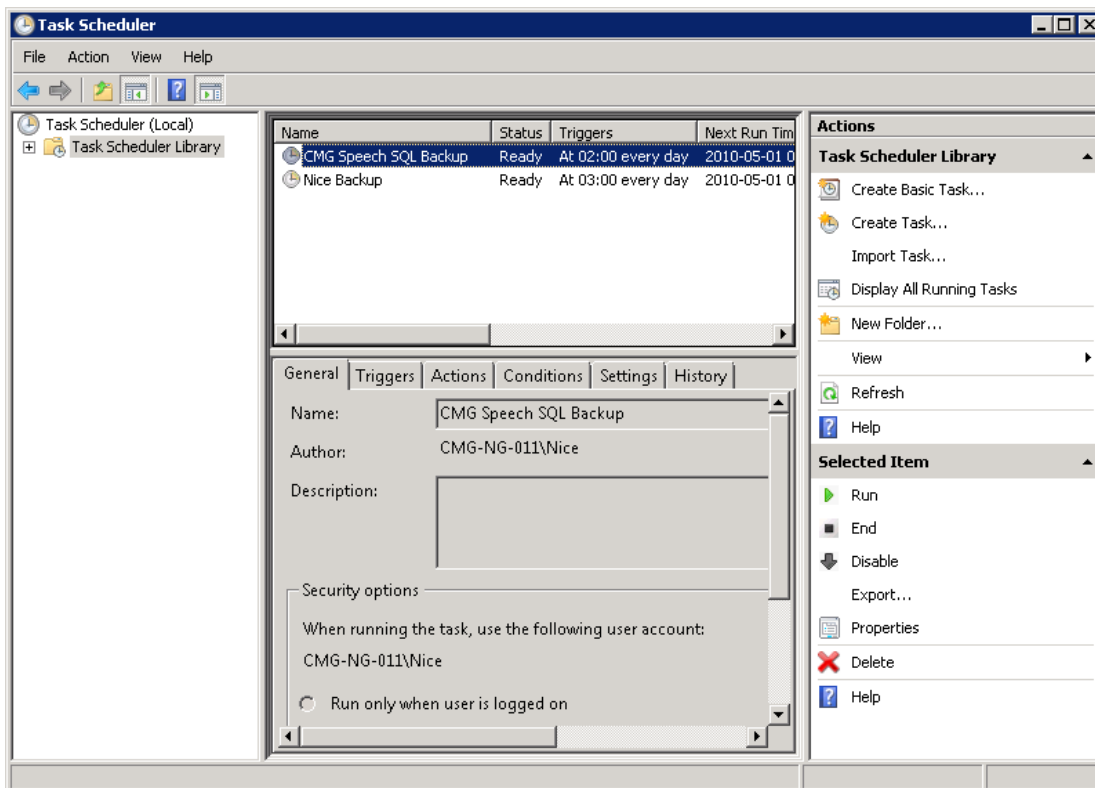 Task Scheduler
File Action View Help
Task Scheduler (Local)
Task Scheduler Library
Name Status Triggers Next Run Tim
CMG Speech SQL Backup Ready At 02:00 every day 2010-05-01 0
Nice Backup Ready At 03:00 every day 2010-05-01 0
General Triggers Actions Conditions Settings History
Name: CMG Speech SQL Backup
Author: CMG-NG-011\Nice
Description:
Security options
When running the task, use the following user account:
CMG-NG-011\Nice
Run only when user is logged on
Actions
Task Scheduler Library
Create Basic Task...
Create Task...
Import Task...
Display All Running Tasks
New Folder...
View
Refresh
Help
Selected Item
Run
End
Disable
Export...
Properties
Delete
Help